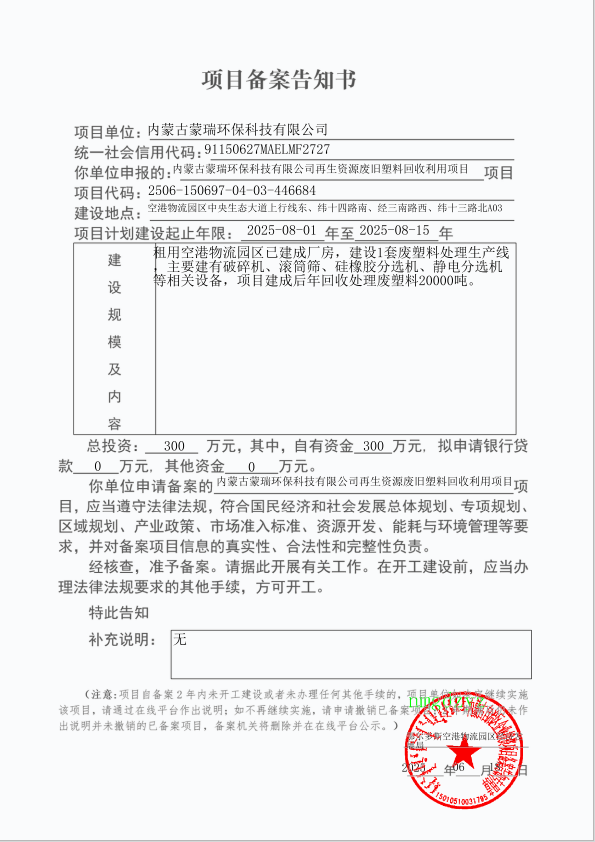 项目备案告知书
项目单位：内蒙古蒙瑞环保科技有限公司
统一社会信用代码：91150627MAELMF2727
你单位申报的：内蒙古蒙瑞环保科技有限公司再生资源废旧塑料回收利用项目 项目
项目代码：2506-150697-04-03-446684
建设地点：空港物流园区中央生态大道上行线东、纬十四路南、经三南路西、纬十三路北A03
项目计划建设起止年限：2025-08-01 年至 2025-08-15 年
建设规模及内容
租用空港物流园区已建成厂房，建设1套废塑料处理生产线
，主要建有破碎机、滚筒筛、硅橡胶分选机、静电分选机
等相关设备，项目建成后年回收处理废塑料20000吨。
总投资：300 万元，其中，自有资金 300 万元，拟申请银行贷
款 0 万元，其他资金 0 万元。
你单位申请备案的 内蒙古蒙瑞环保科技有限公司再生资源废旧塑料回收利用项目 项
目，应当遵守法律法规，符合国民经济和社会发展总体规划、专项规划、
区域规划、产业政策、市场准入标准、资源开发、能耗与环境管理等要
求，并对备案项目信息的真实性、合法性和完整性负责。
经核查，准予备案。请据此开展有关工作。在开工建设前，应当办
理法律法规要求的其他手续，方可开工。
特此告知
补充说明：无
（注意：项目自备案2年内未开工建设或者未办理任何其他手续的，项目单位如决定继续实施
该项目，请通过在线平台作出说明；如不再继续实施，请申请撤销已备案项目
出说明并未撤销的已备案项目，备案机关将删除并在在线平台公示。）
空港物流园区
2025 年 06 月 日
15010510031795